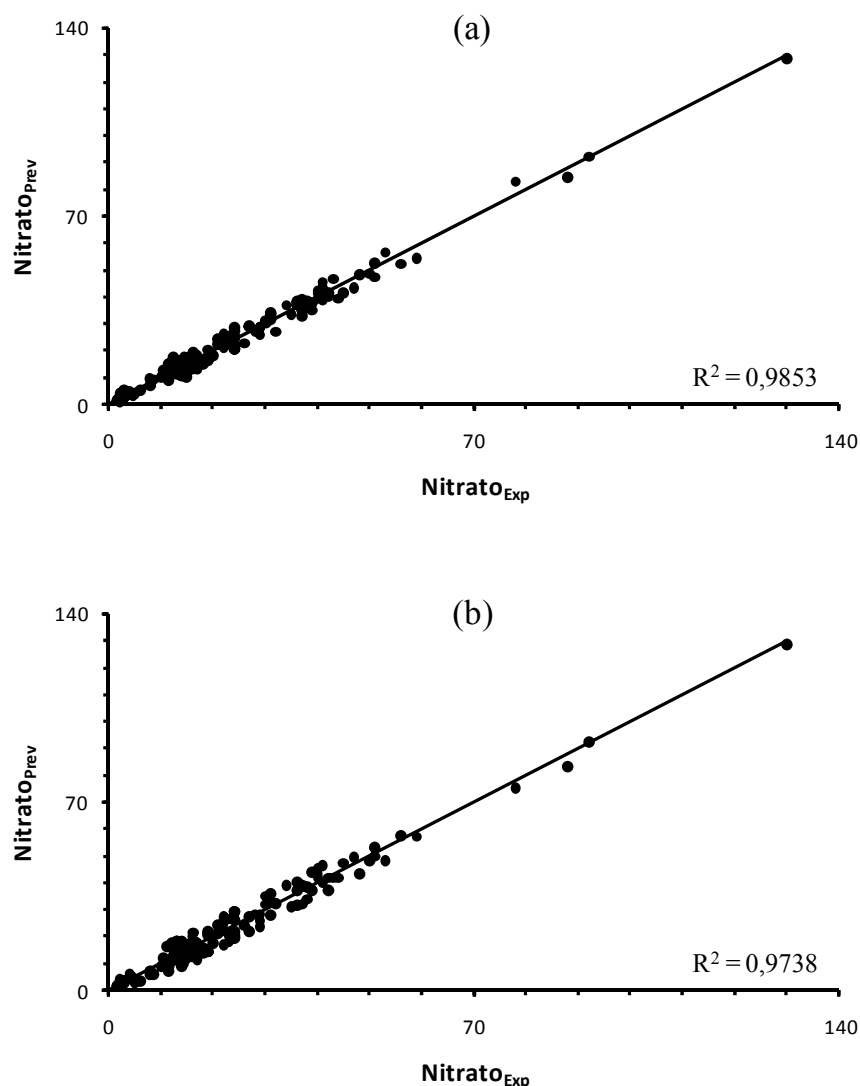 (a)
140
Nitrato_Prev
70
R² = 0,9853
0
0 70 140
Nitrato_Exp
(b)
140
Nitrato_Prev
70
R² = 0,9738
0
0 70 140
Nitrato_Exp